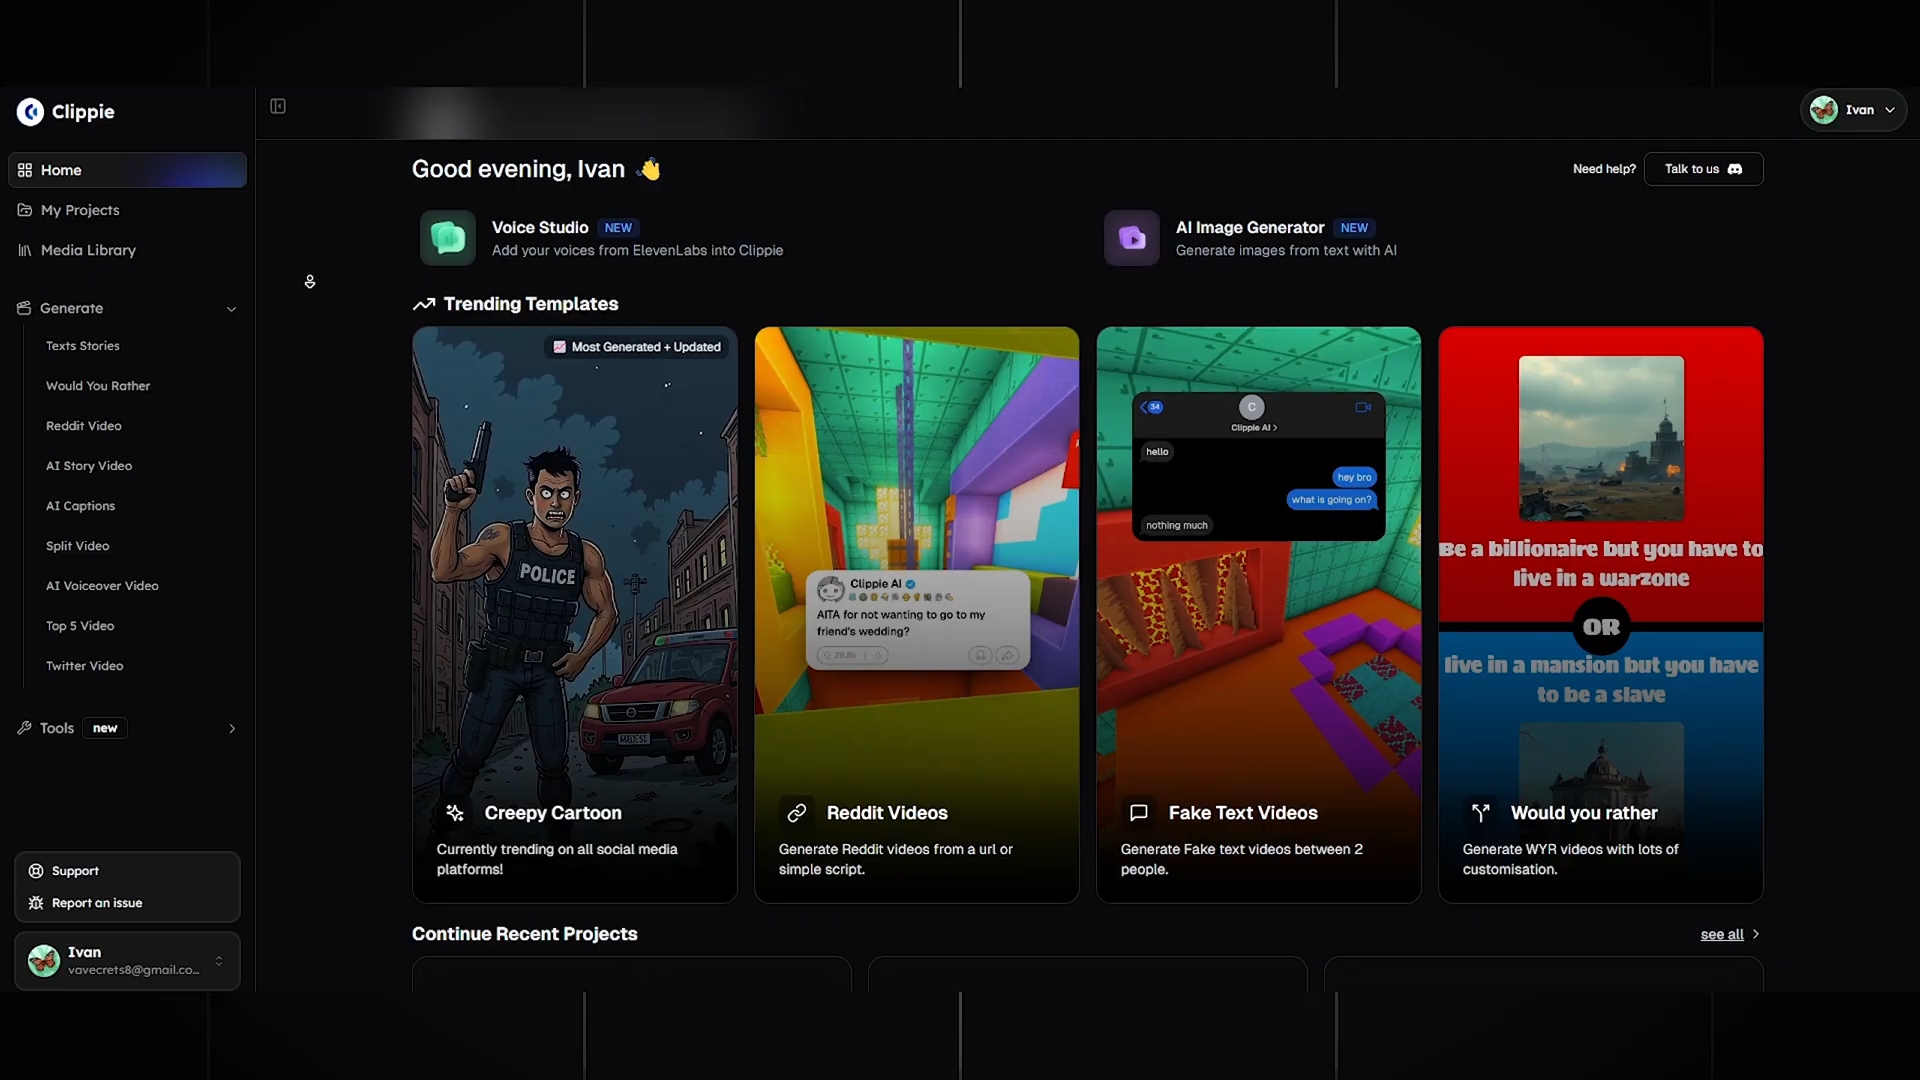 Clippie
Home
My Projects
Media Library
Generate
Texts Stories
Would You Rather
Reddit Video
AI Story Video
AI Captions
Split Video
AI Voiceover Video
Top 5 Video
Twitter Video
Tools new
Support
Report an issue
Ivan
vavecrets8@gmail.co...
Ivan
Good evening, Ivan 👋
Need help?
Talk to us
Voice Studio NEW
Add your voices from ElevenLabs into Clippie
AI Image Generator NEW
Generate images from text with AI
Trending Templates
Most Generated + Updated
POLICE
Creepy Cartoon
Currently trending on all social media
platforms!
Clippie AI
AITA for not wanting to go to my
friend's wedding?
Reddit Videos
Generate Reddit videos from a url or
simple script.
34
C
Clippie AI
hello
hey bro
what is going on?
nothing much
Fake Text Videos
Generate Fake text videos between 2
people.
Be a billionaire but you have to
live in a warzone
OR
live in a mansion but you have
to be a slave
Would you rather
Generate WYR videos with lots of
customisation.
Continue Recent Projects
see all